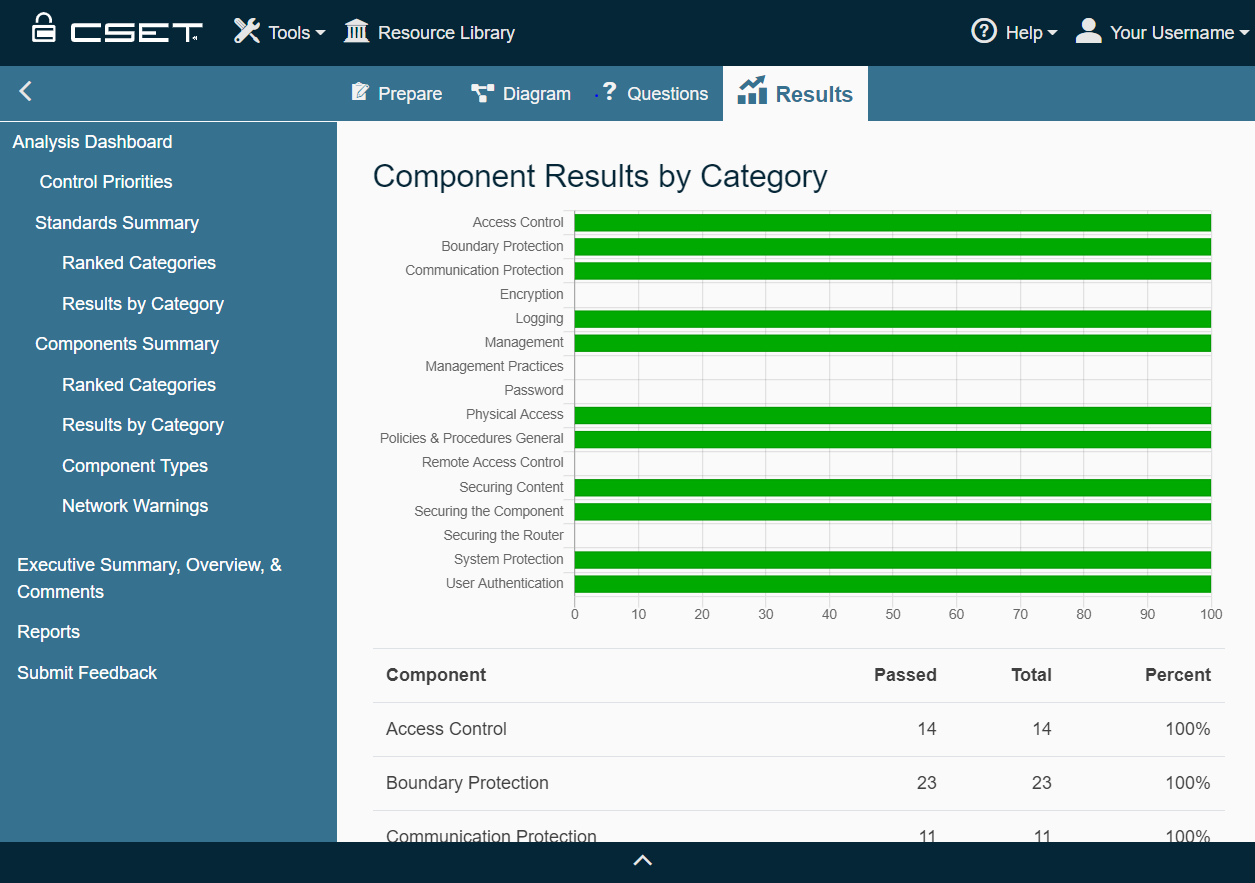 CSET
Tools
Resource Library
Help
Your Username
Prepare
Diagram
Questions
Results
Analysis Dashboard
Control Priorities
Standards Summary
Ranked Categories
Results by Category
Components Summary
Ranked Categories
Results by Category
Component Types
Network Warnings
Executive Summary, Overview, &
Comments
Reports
Submit Feedback
Component Results by Category
Access Control
Boundary Protection
Communication Protection
Encryption
Logging
Management
Management Practices
Password
Physical Access
Policies & Procedures General
Remote Access Control
Securing Content
Securing the Component
Securing the Router
System Protection
User Authentication
0 10 20 30 40 50 60 70 80 90 100
Component Passed Total Percent
Access Control 14 14 100%
Boundary Protection 23 23 100%
Communication Protection 11 11 100%